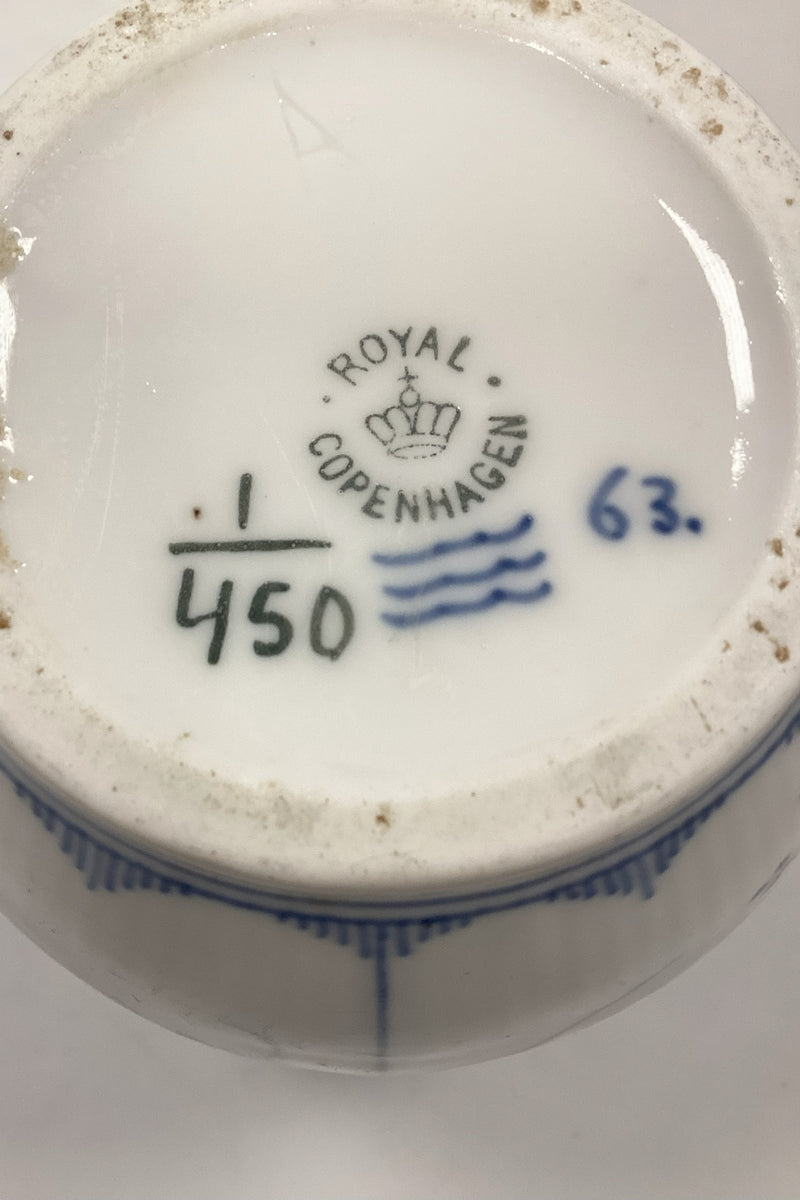 ROYAL
COPENHAGEN
1
450
63.